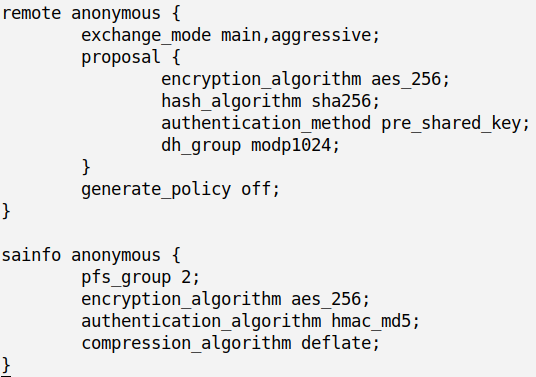 remote anonymous {
        exchange_mode main,aggressive;
        proposal {
                encryption_algorithm aes_256;
                hash_algorithm sha256;
                authentication_method pre_shared_key;
                dh_group modp1024;
        }
        generate_policy off;
}

sainfo anonymous {
        pfs_group 2;
        encryption_algorithm aes_256;
        authentication_algorithm hmac_md5;
        compression_algorithm deflate;
}